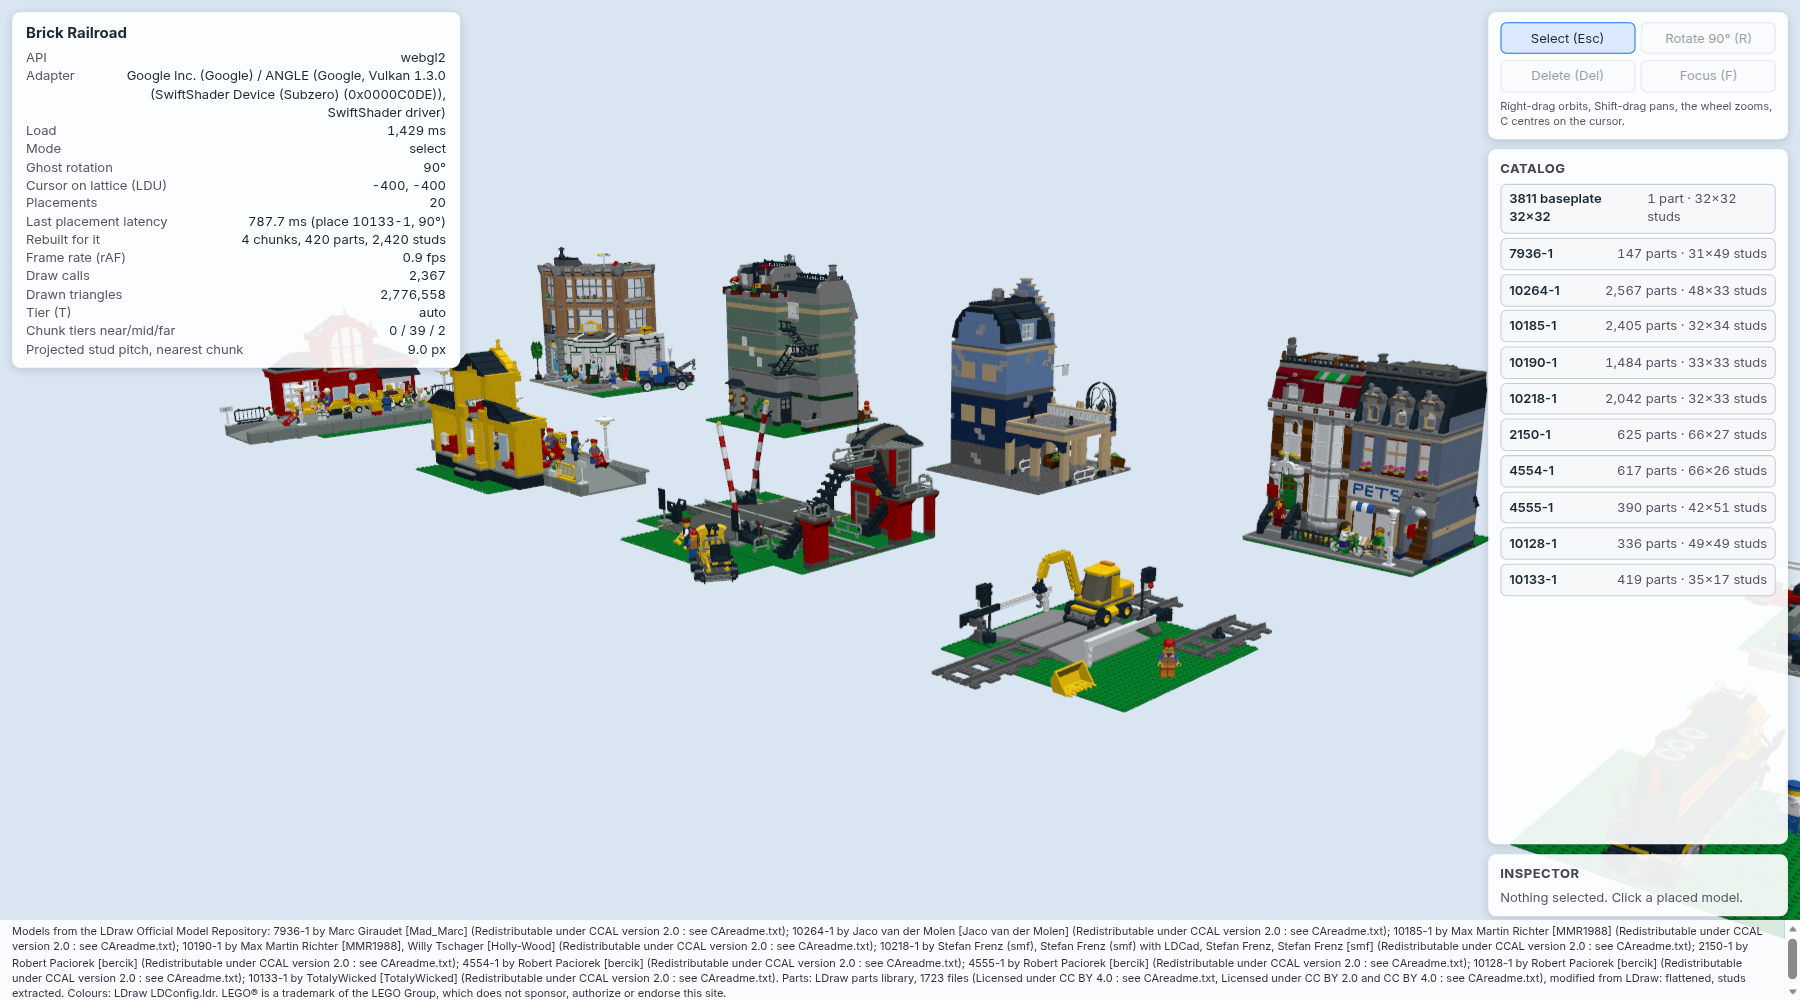 Brick Railroad
API webgl2
Adapter Google Inc. (Google) / ANGLE (Google, Vulkan 1.3.0
(SwiftShader Device (Subzero) (0x0000C0DE)),
SwiftShader driver)
Load 1,429 ms
Mode select
Ghost rotation 90°
Cursor on lattice (LDU) -400, -400
Placements 20
Last placement latency 787.7 ms (place 10133-1, 90°)
Rebuilt for it 4 chunks, 420 parts, 2,420 studs
Frame rate (rAF) 0.9 fps
Draw calls 2,367
Drawn triangles 2,776,558
Tier (T) auto
Chunk tiers near/mid/far 0 / 39 / 2
Projected stud pitch, nearest chunk 9.0 px
PETS
Select (Esc) Rotate 90° (R)
Delete (Del) Focus (F)
Right-drag orbits, Shift-drag pans, the wheel zooms,
C centres on the cursor.
CATALOG
3811 baseplate 1 part · 32×32
32×32 studs
7936-1 147 parts · 31×49 studs
10264-1 2,567 parts · 48×33 studs
10185-1 2,405 parts · 32×34 studs
10190-1 1,484 parts · 33×33 studs
10218-1 2,042 parts · 32×33 studs
2150-1 625 parts · 66×27 studs
4554-1 617 parts · 66×26 studs
4555-1 390 parts · 42×51 studs
10128-1 336 parts · 49×49 studs
10133-1 419 parts · 35×17 studs
INSPECTOR
Nothing selected. Click a placed model.
Models from the LDraw Official Model Repository: 7936-1 by Marc Giraudet [Mad_Marc] (Redistributable under CCAL version 2.0 : see CAreadme.txt); 10264-1 by Jaco van der Molen [Jaco van der Molen] (Redistributable under CCAL version 2.0 : see CAreadme.txt); 10185-1 by Max Martin Richter [MMR1988] (Redistributable under CCAL
version 2.0 : see CAreadme.txt); 10190-1 by Max Martin Richter [MMR1988], Willy Tschager [Holly-Wood] (Redistributable under CCAL version 2.0 : see CAreadme.txt); 10218-1 by Stefan Frenz (smf), Stefan Frenz (smf) with LDCad, Stefan Frenz, Stefan Frenz [smf] (Redistributable under CCAL version 2.0 : see CAreadme.txt); 2150-1 by
Robert Paciorek [bercik] (Redistributable under CCAL version 2.0 : see CAreadme.txt); 4554-1 by Robert Paciorek [bercik] (Redistributable under CCAL version 2.0 : see CAreadme.txt); 4555-1 by Robert Paciorek [bercik] (Redistributable under CCAL version 2.0 : see CAreadme.txt); 10128-1 by Robert Paciorek [bercik] (Redistributable
under CCAL version 2.0 : see CAreadme.txt); 10133-1 by TotalyWicked [TotalyWicked] (Redistributable under CCAL version 2.0 : see CAreadme.txt). Parts: LDraw parts library, 1723 files (Licensed under CC BY 4.0 : see CAreadme.txt, Licensed under CC BY 2.0 and CC BY 4.0 : see CAreadme.txt), modified from LDraw: flattened, studs
extracted. Colours: LDraw LDConfig.ldr. LEGO® is a trademark of the LEGO Group, which does not sponsor, authorize or endorse this site.